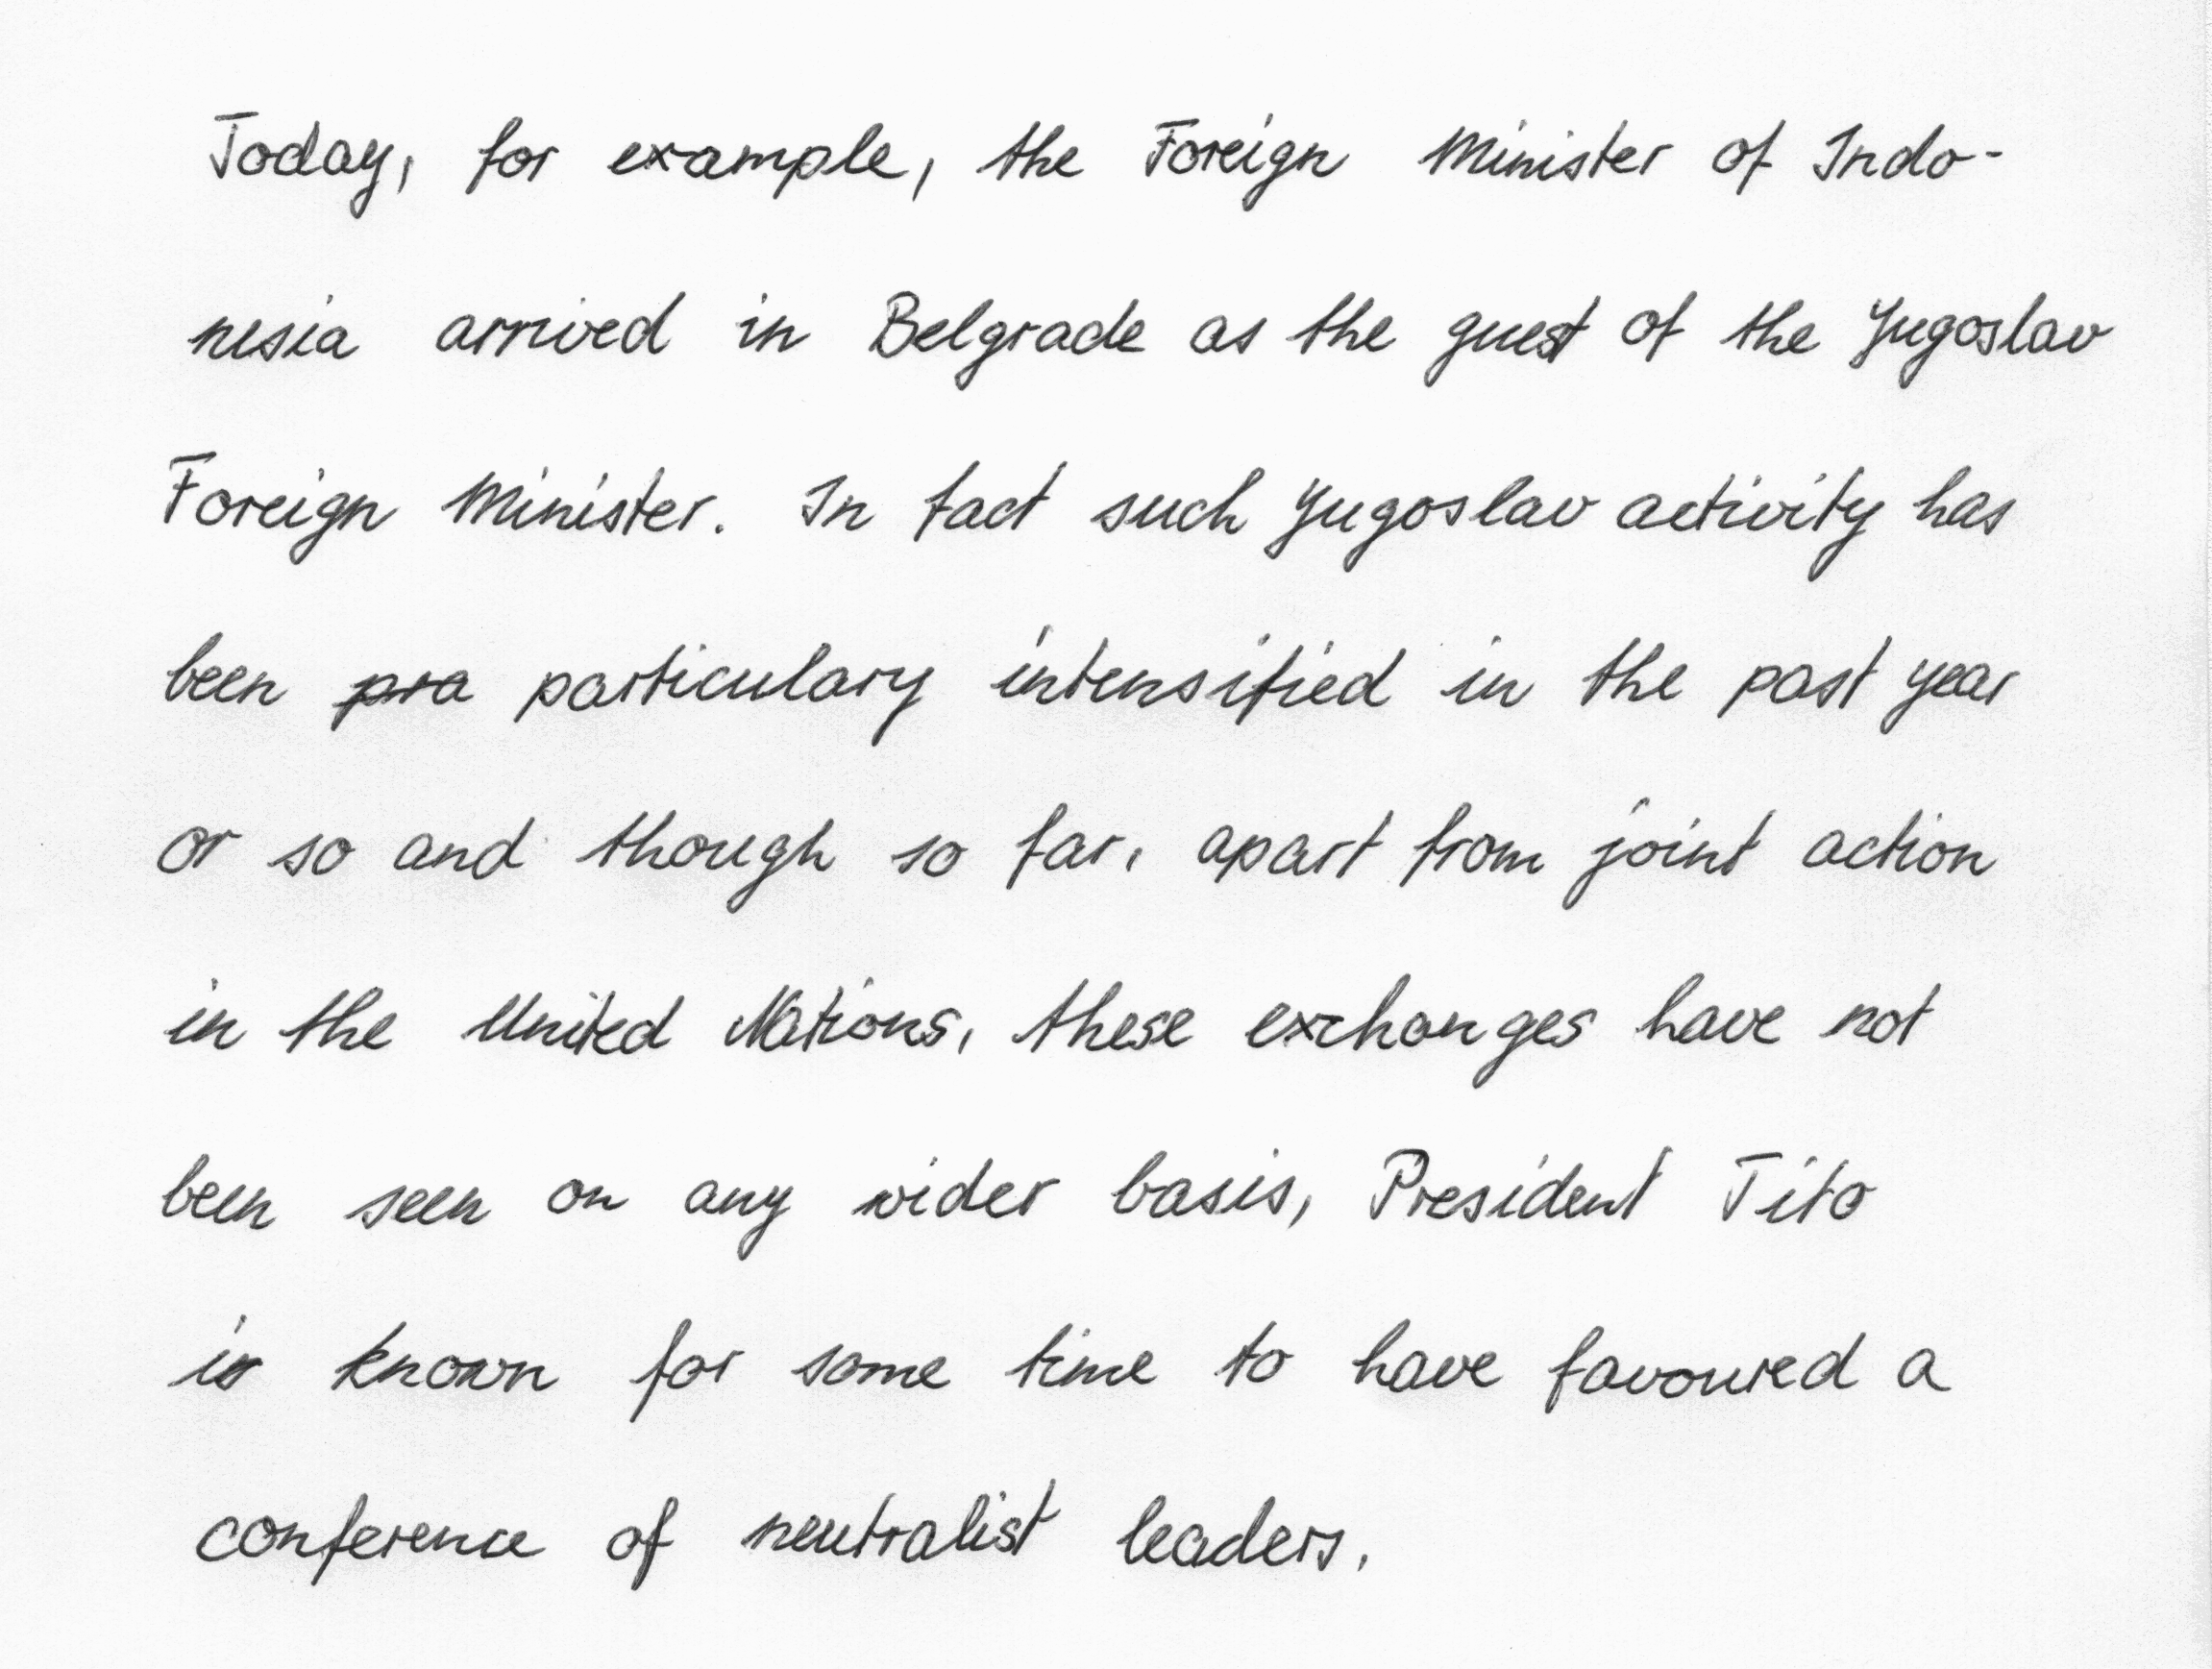 Today, for example, the Foreign Minister of Indo-
nesia arrived in Belgrade as the guest of the Yugoslav
Foreign Minister. In fact such Yugoslav activity has
been pra particulary intensified in the past year
or so and though so far, apart from joint action
in the United Nations, these exchanges have not
been seen on any wider basis, President Tito
is known for some time to have favoured a
conference of neutralist leaders.